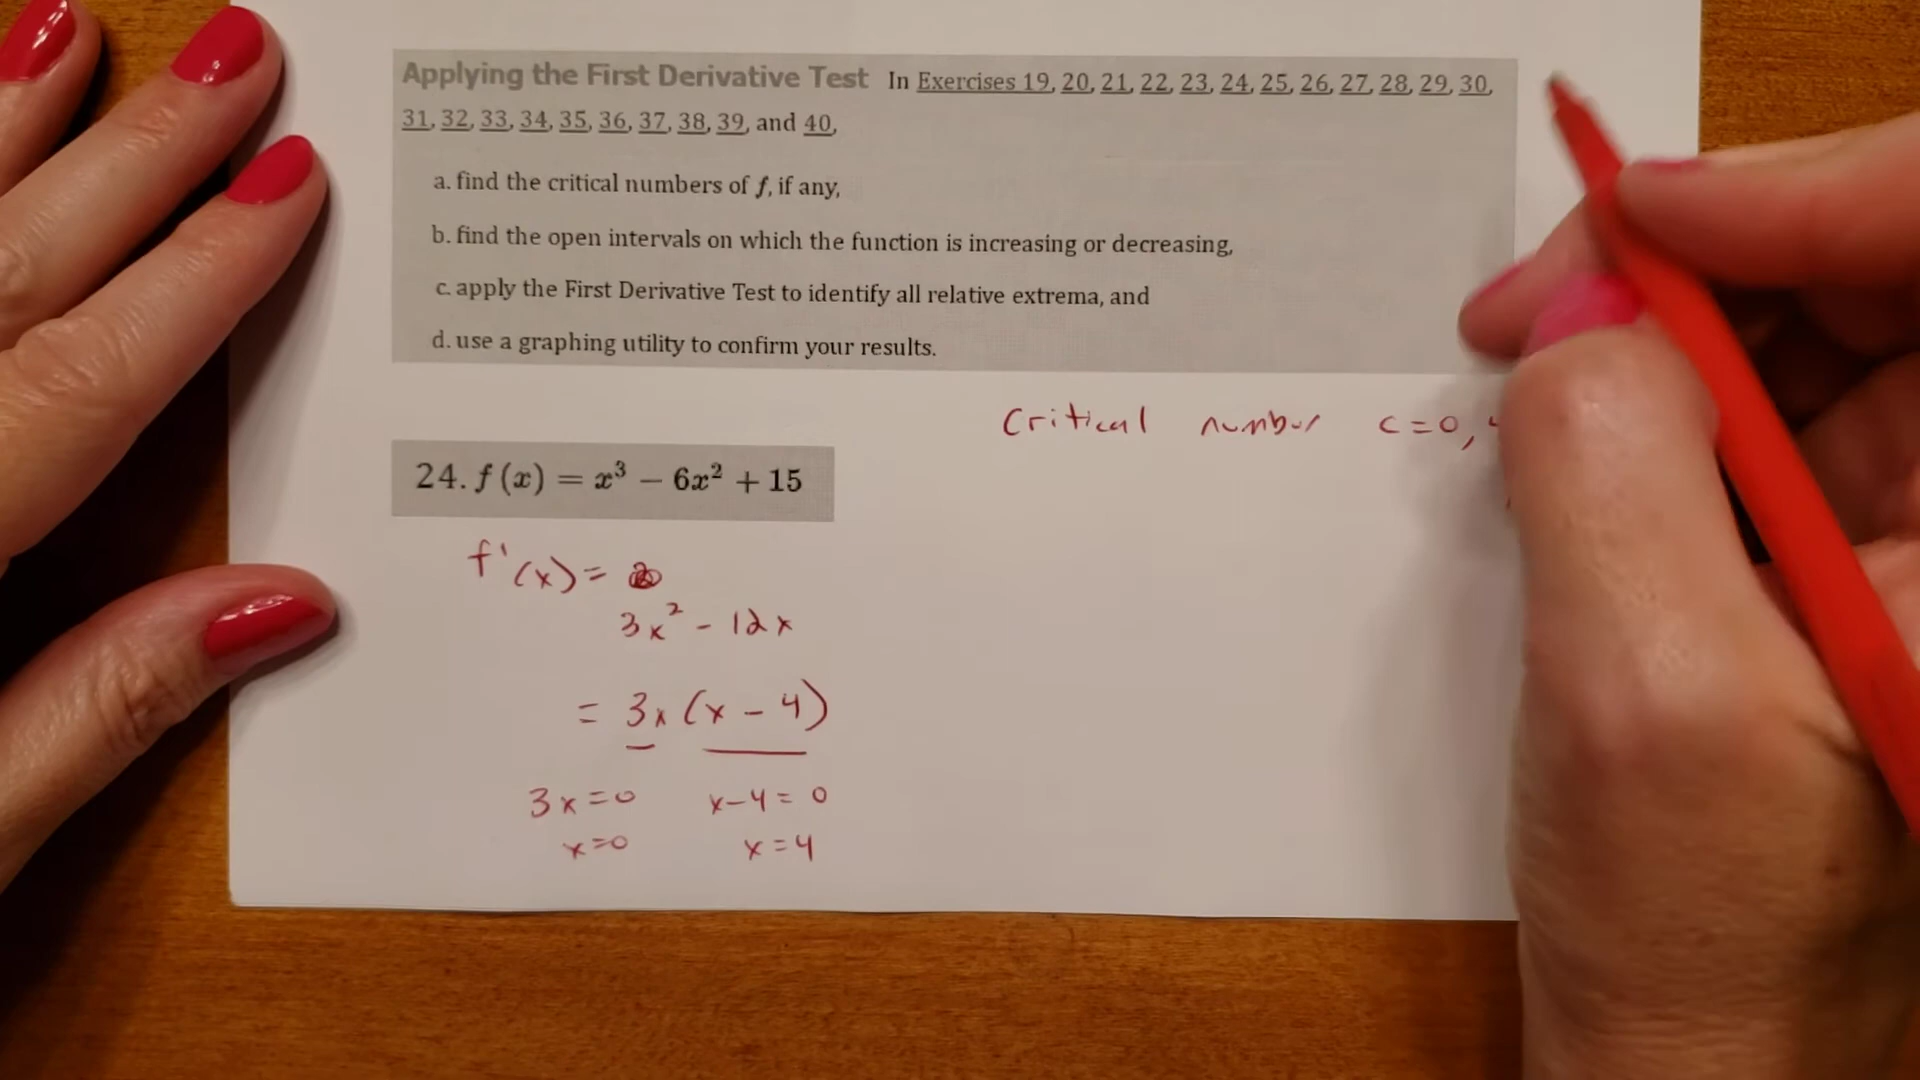 Applying the First Derivative Test In Exercises 19, 20, 21, 22, 23, 24, 25, 26, 27, 28, 29, 30,
31, 32, 33, 34, 35, 36, 37, 38, 39, and 40,
a. find the critical numbers of f, if any,
b. find the open intervals on which the function is increasing or decreasing,
c. apply the First Derivative Test to identify all relative extrema, and
d. use a graphing utility to confirm your results.
Critical number c=0,
24. f(x) = x³ − 6x² + 15
f'(x)=
3x² - 12x
= 3x (x - 4)
3x=0 x-4=0
x=0 x=4